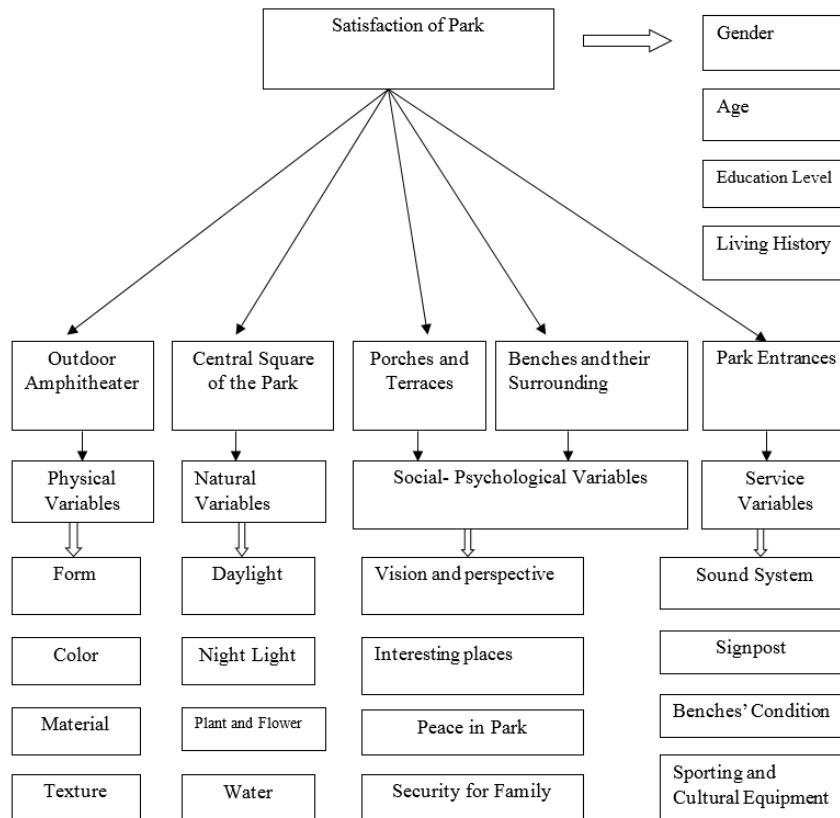 Satisfaction of Park
Gender
Age
Education Level
Living History
Outdoor
Amphitheater
Central Square
of the Park
Porches and
Terraces
Benches and their
Surrounding
Park Entrances
Physical
Variables
Natural
Variables
Social- Psychological Variables
Service
Variables
Form
Daylight
Vision and perspective
Sound System
Color
Night Light
Interesting places
Signpost
Material
Plant and Flower
Peace in Park
Benches’ Condition
Texture
Water
Security for Family
Sporting and
Cultural Equipment